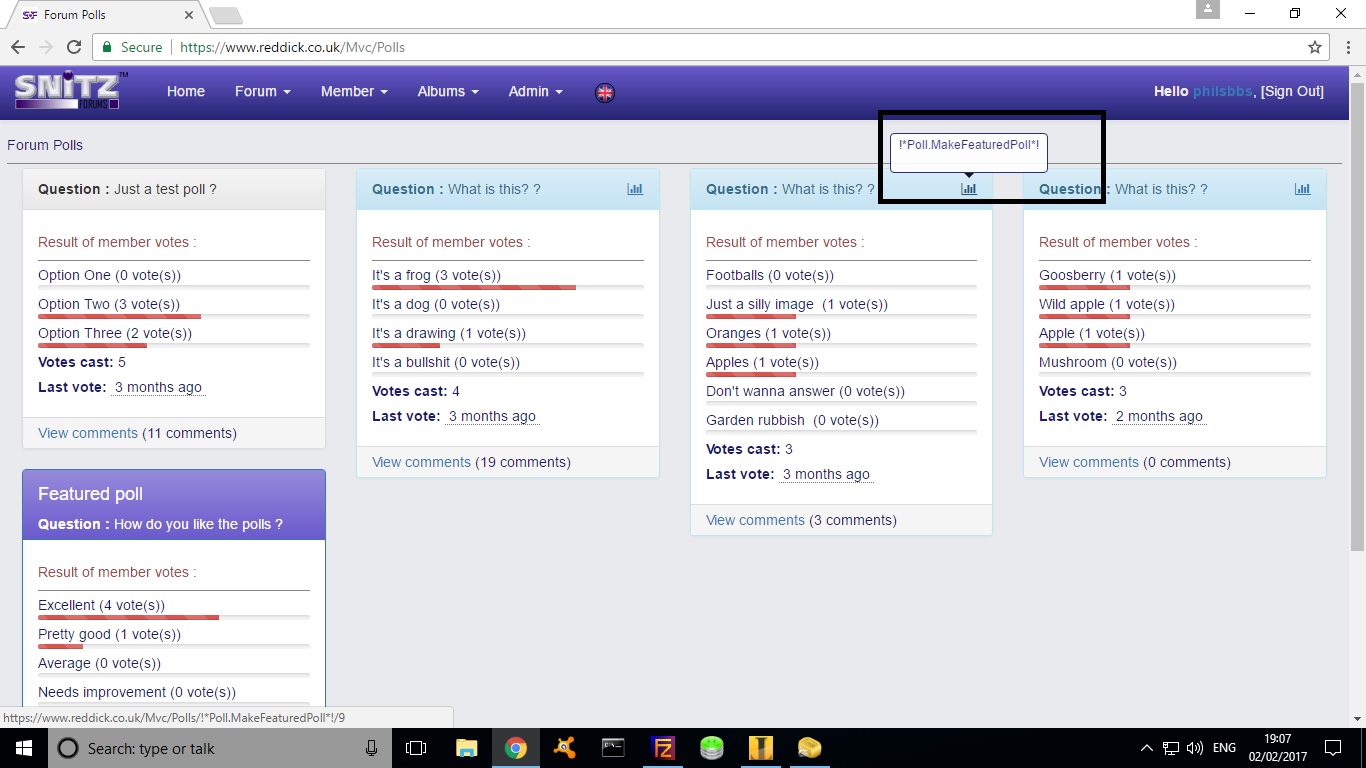 Forum Polls
Secure https://www.reddick.co.uk/Mvc/Polls
SNITZ™ FORUMS
Home Forum Member Albums Admin Hello philsbbs, [Sign Out]
Forum Polls
!*Poll.MakeFeaturedPoll*!
Question : Just a test poll ?
Result of member votes :
Option One (0 vote(s))
Option Two (3 vote(s))
Option Three (2 vote(s))
Votes cast: 5
Last vote: 3 months ago
View comments (11 comments)
Question : What is this? ?
Result of member votes :
It's a frog (3 vote(s))
It's a dog (0 vote(s))
It's a drawing (1 vote(s))
It's a bullshit (0 vote(s))
Votes cast: 4
Last vote: 3 months ago
View comments (19 comments)
Question : What is this? ?
Result of member votes :
Footballs (0 vote(s))
Just a silly image (1 vote(s))
Oranges (1 vote(s))
Apples (1 vote(s))
Don't wanna answer (0 vote(s))
Garden rubbish (0 vote(s))
Votes cast: 3
Last vote: 3 months ago
View comments (3 comments)
Question : What is this? ?
Result of member votes :
Goosberry (1 vote(s))
Wild apple (1 vote(s))
Apple (1 vote(s))
Mushroom (0 vote(s))
Votes cast: 3
Last vote: 2 months ago
View comments (0 comments)
Featured poll
Question : How do you like the polls ?
Result of member votes :
Excellent (4 vote(s))
Pretty good (1 vote(s))
Average (0 vote(s))
Needs improvement (0 vote(s))
https://www.reddick.co.uk/Mvc/Polls/!*Poll.MakeFeaturedPoll*!/9
Search: type or talk
ENG
19:07
02/02/2017